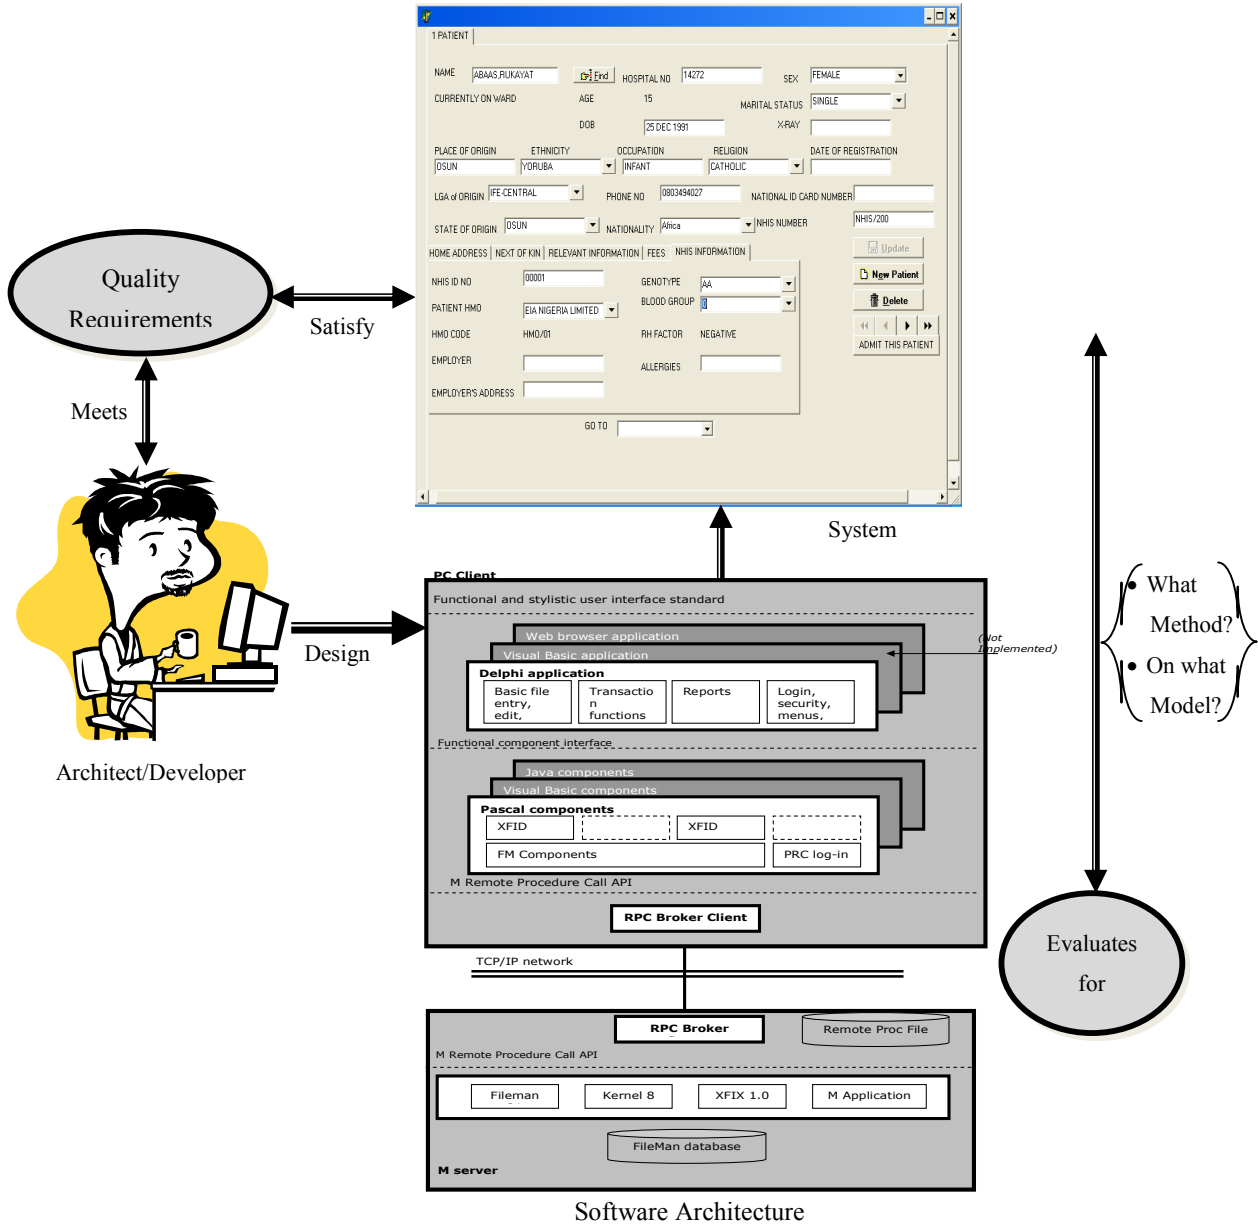 1 PATIENT
NAME ABAAS,RUKAYAT Find HOSPITAL NO 14272 SEX FEMALE
CURRENTLY ON WARD AGE 15 MARITAL STATUS SINGLE
DOB 25 DEC 1991 X-RAY
PLACE OF ORIGIN ETHNICITY OCCUPATION RELIGION DATE OF REGISTRATION
OSUN YORUBA INFANT CATHOLIC
LGA of ORIGIN IFE-CENTRAL PHONE NO 0803494027 NATIONAL ID CARD NUMBER
STATE OF ORIGIN OSUN NATIONALITY Africa NHIS NUMBER NHIS/200
HOME ADDRESS NEXT OF KIN RELEVANT INFORMATION FEES NHIS INFORMATION
NHIS ID NO 00001 GENOTYPE AA
PATIENT HMO EIA NIGERIA LIMITED BLOOD GROUP O
HMO CODE HMO/01 RH FACTOR NEGATIVE
EMPLOYER ALLERGIES
EMPLOYER'S ADDRESS
Update
New Patient
Delete
ADMIT THIS PATIENT
GO TO
System
Quality
Requirements
Satisfy
Meets
Architect/Developer
Design
PC Client
Functional and stylistic user interface standard
Web browser application
Visual Basic application
(Not
Implemented)
Delphi application
Basic file
entry,
edit,
Transactio
n
functions
Reports
Login,
security,
menus,
Functional component interface
Java components
Visual Basic components
Pascal components
XFID XFID
FM Components PRC log-in
M Remote Procedure Call API
RPC Broker Client
TCP/IP network
RPC Broker
Remote Proc File
M Remote Procedure Call API
Fileman Kernel 8 XFIX 1.0 M Application
FileMan database
M server
Software Architecture
• What
Method?
• On what
Model?
Evaluates
for